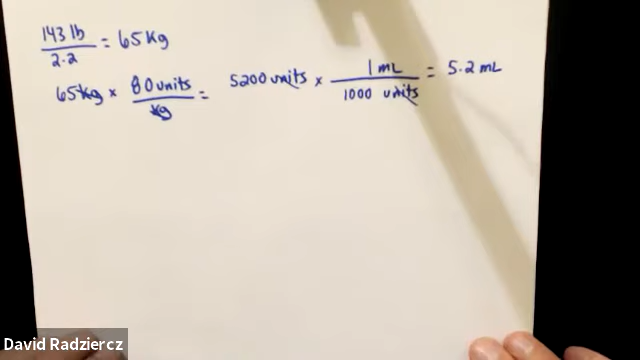 143 lb / 2.2 = 65 Kg
65 kg × 80 units / kg = 5200 units × 1 mL / 1000 units = 5.2 mL
David Radziercz